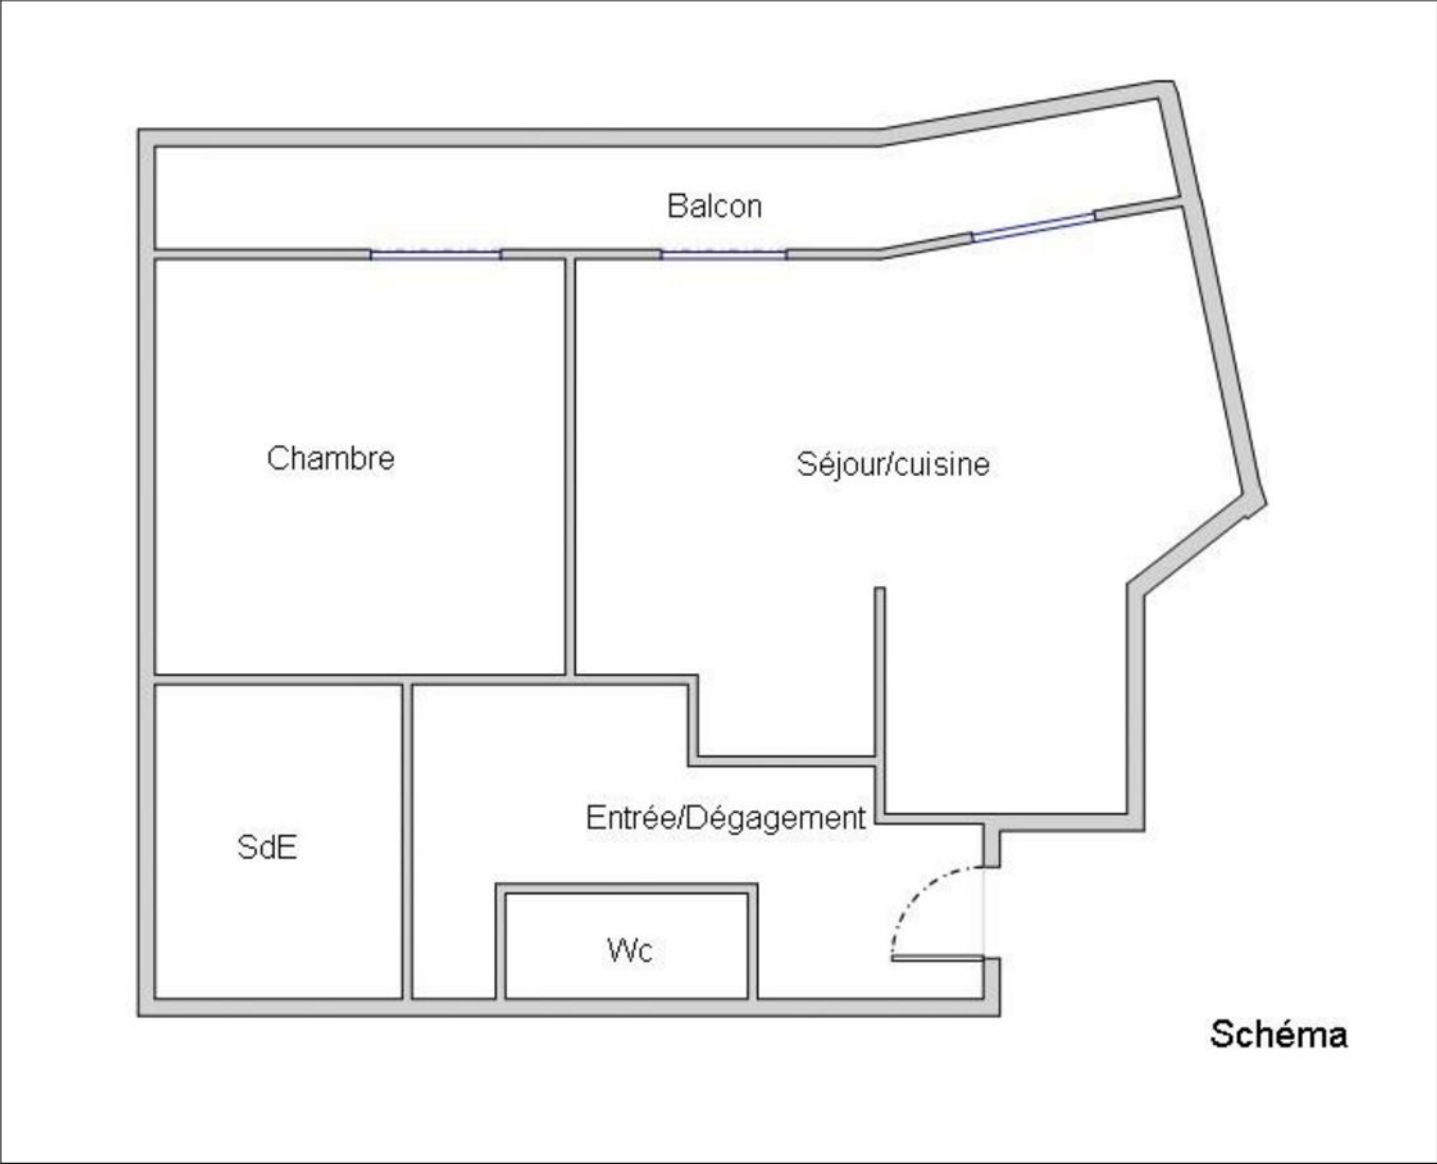 Balcon
Chambre
Séjour/cuisine
Entrée/Dégagement
SdE
Wc
Schéma